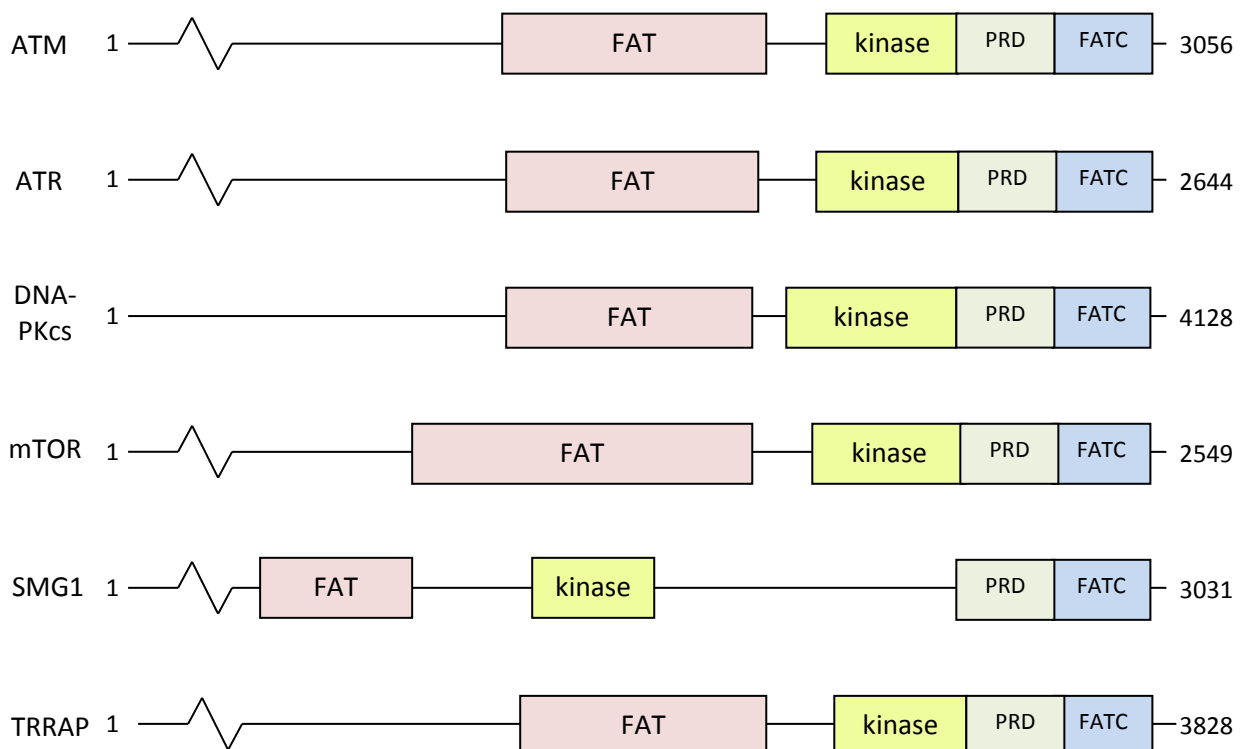 ATM 1 FAT kinase PRD FATC 3056
ATR 1 FAT kinase PRD FATC 2644
DNA-
PKcs 1 FAT kinase PRD FATC 4128
mTOR 1 FAT kinase PRD FATC 2549
SMG1 1 FAT kinase PRD FATC 3031
TRRAP 1 FAT kinase PRD FATC 3828